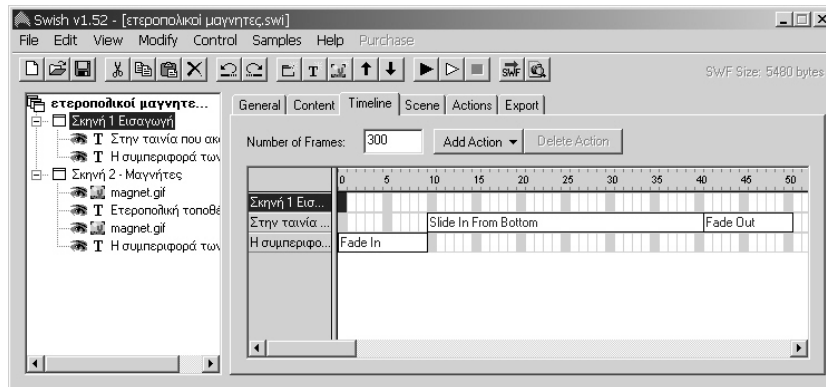 Swish v1.52 - [ετεροπολικοί μαγνητες.swi]
File Edit View Modify Control Samples Help Purchase
T SWF SWF Size: 5480 bytes
ετεροπολικοί μαγνητε...
Σκηνή 1 Εισαγωγή
T Στην ταινία που ακο
T Η συμπεριφορά των
Σκηνή 2 - Μαγνήτες
magnet.gif
T Ετεροπολική τοποθέ
magnet.gif
T Η συμπεριφορά των
General Content Timeline Scene Actions Export
Number of Frames: 300 Add Action Delete Action
0 5 10 15 20 25 30 35 40 45 50
Σκηνή 1 Εισ...
Στην ταινία ... Slide In From Bottom Fade Out
Η συμπεριφο... Fade In